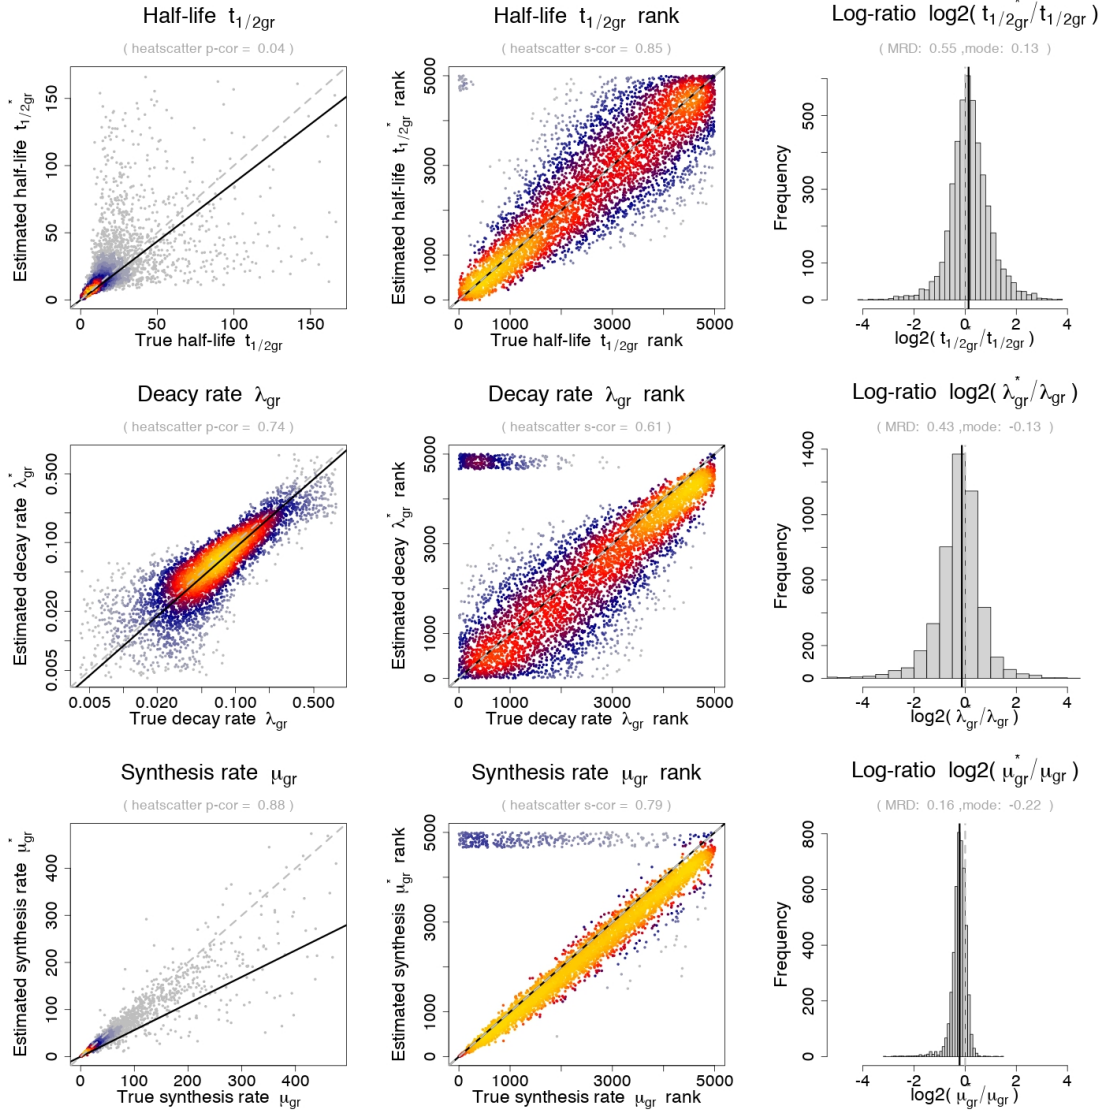 Half-life t1/2gr
( heatscatter p-cor = 0.04 )
Estimated half-life t*1/2gr
150
100
50
0
0 50 100 150
True half-life t1/2gr
Half-life t1/2gr rank
( heatscatter s-cor = 0.85 )
Estimated half-life t*1/2gr rank
5000
3000
1000
0
0 1000 3000 5000
True half-life t1/2gr rank
Log-ratio log2( t*1/2gr/t1/2gr )
( MRD: 0.55 ,mode: 0.13 )
Frequency
500
300
100
0
-4 -2 0 2 4
log2( t*1/2gr/t1/2gr )
Deacy rate λgr
( heatscatter p-cor = 0.74 )
Estimated decay rate λ*gr
0.500
0.100
0.020
0.005
0.005 0.020 0.100 0.500
True decay rate λgr
Decay rate λgr rank
( heatscatter s-cor = 0.61 )
Estimated decay λ*gr rank
5000
3000
1000
0
0 1000 3000 5000
True decay rate λgr rank
Log-ratio log2( λ*gr/λgr )
( MRD: 0.43 ,mode: -0.13 )
Frequency
1400
1000
600
200
0
-4 -2 0 2 4
log2( λ*gr/λgr )
Synthesis rate μgr
( heatscatter p-cor = 0.88 )
Estimated synthesis rate μ*gr
400
300
200
100
0
0 100 200 300 400
True synthesis rate μgr
Synthesis rate μgr rank
( heatscatter s-cor = 0.79 )
Estimated synthesis μ*gr rank
5000
3000
1000
0
0 1000 3000 5000
True synthesis rate μgr rank
Log-ratio log2( μ*gr/μgr )
( MRD: 0.16 ,mode: -0.22 )
Frequency
800
600
400
200
0
-4 -2 0 2 4
log2( μ*gr/μgr )